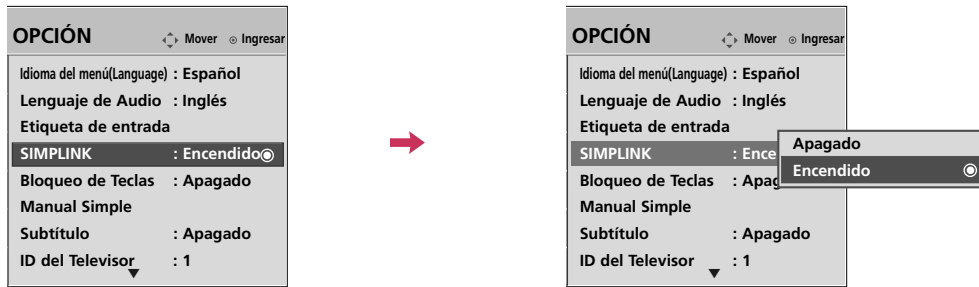 OPCIÓN Mover Ingresar
Idioma del menú(Language) : Español
Lenguaje de Audio : Inglés
Etiqueta de entrada
SIMPLINK : Encendido
Bloqueo de Teclas : Apagado
Manual Simple
Subtítulo : Apagado
ID del Televisor : 1
OPCIÓN Mover Ingresar
Idioma del menú(Language) : Español
Lenguaje de Audio : Inglés
Etiqueta de entrada
SIMPLINK : Ence
Bloqueo de Teclas : Apag
Manual Simple
Subtítulo : Apagado
ID del Televisor : 1
Apagado
Encendido